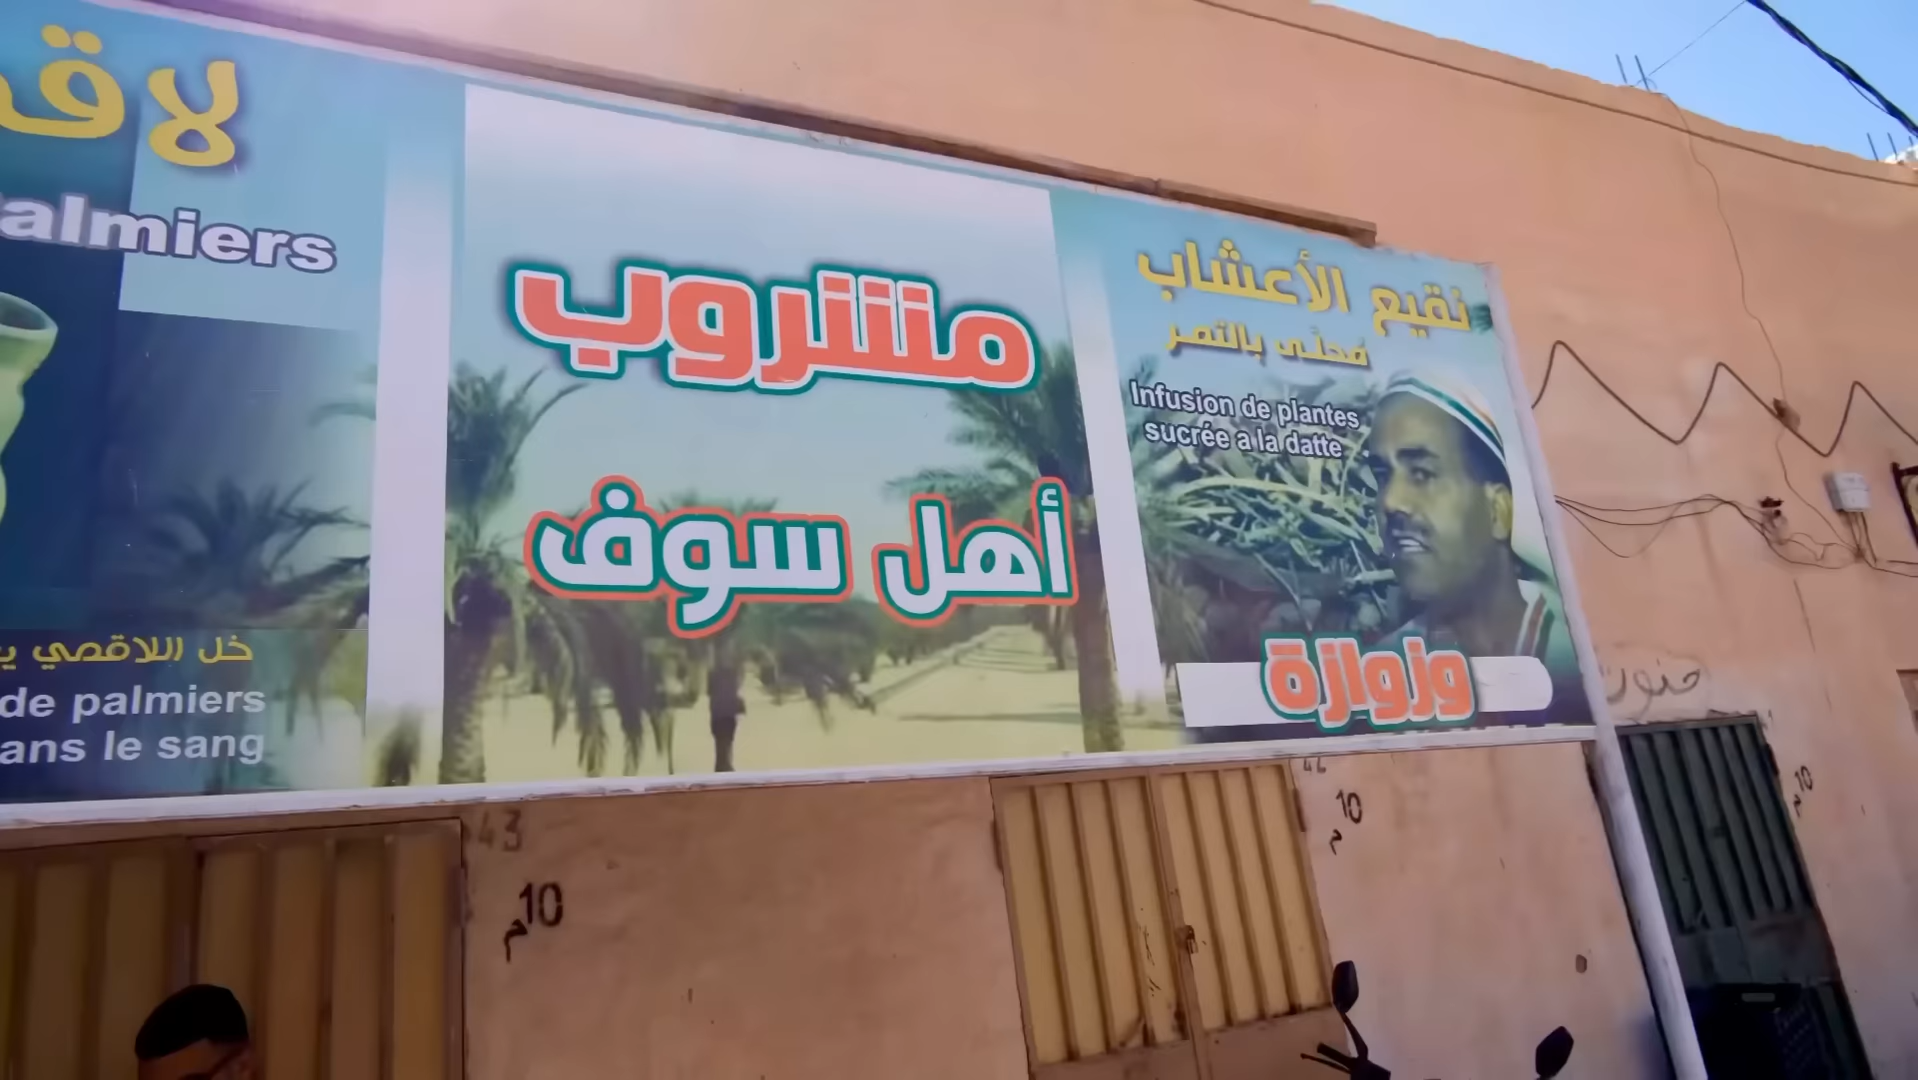 almiers
خل اللاقمي
de palmiers
ans le sang
مشروب
أهل سوف
نقيع الأعشاب
محلى بالتمر
Infusion de plantes
sucrée a la datte
وزوازة
43
10
م
10
م
10
م